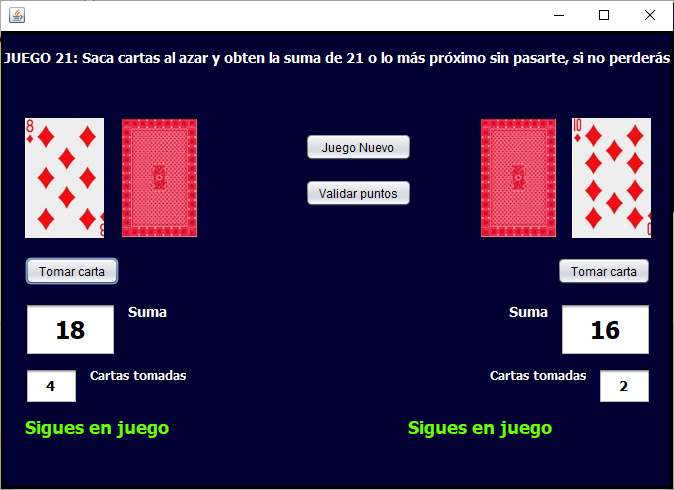 JUEGO 21: Saca cartas al azar y obten la suma de 21 o lo más próximo sin pasarte, si no perderás
8
8
10
10
Juego Nuevo
Validar puntos
Tomar carta
Tomar carta
18
Suma
Suma
16
4
Cartas tomadas
Cartas tomadas
2
Sigues en juego
Sigues en juego